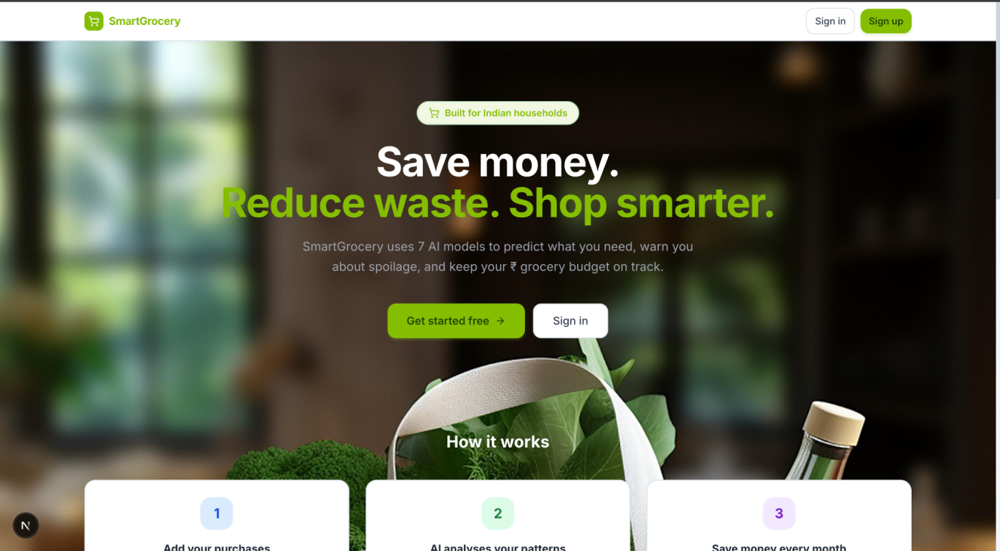 SmartGrocery
Sign in
Sign up
Built for Indian households
Save money.
Reduce waste. Shop smarter.
SmartGrocery uses 7 AI models to predict what you need, warn you
about spoilage, and keep your ₹ grocery budget on track.
Get started free →
Sign in
How it works
1
2
3
Add your purchases
AI analyses your patterns
Save money every month
N